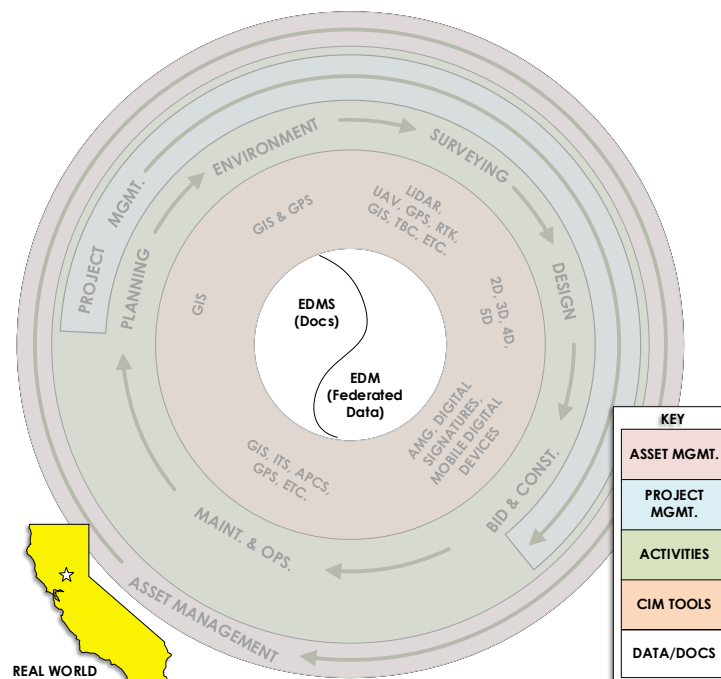 ENVIRONMENT
SURVEYING
PROJECT MGMT.
PLANNING
DESIGN
BID & CONST.
MAINT. & OPS.
ASSET MANAGEMENT
GIS & GPS
LiDAR,
UAV, GPS, RTK,
GIS, TBC, ETC.
GIS
2D, 3D, 4D,
5D
AMG, DIGITAL
SIGNATURES,
MOBILE DIGITAL
DEVICES
GIS, ITS, APCS,
GPS, ETC.
EDMS
(Docs)
EDM
(Federated
Data)
REAL WORLD
KEY
ASSET MGMT.
PROJECT
MGMT.
ACTIVITIES
CIM TOOLS
DATA/DOCS